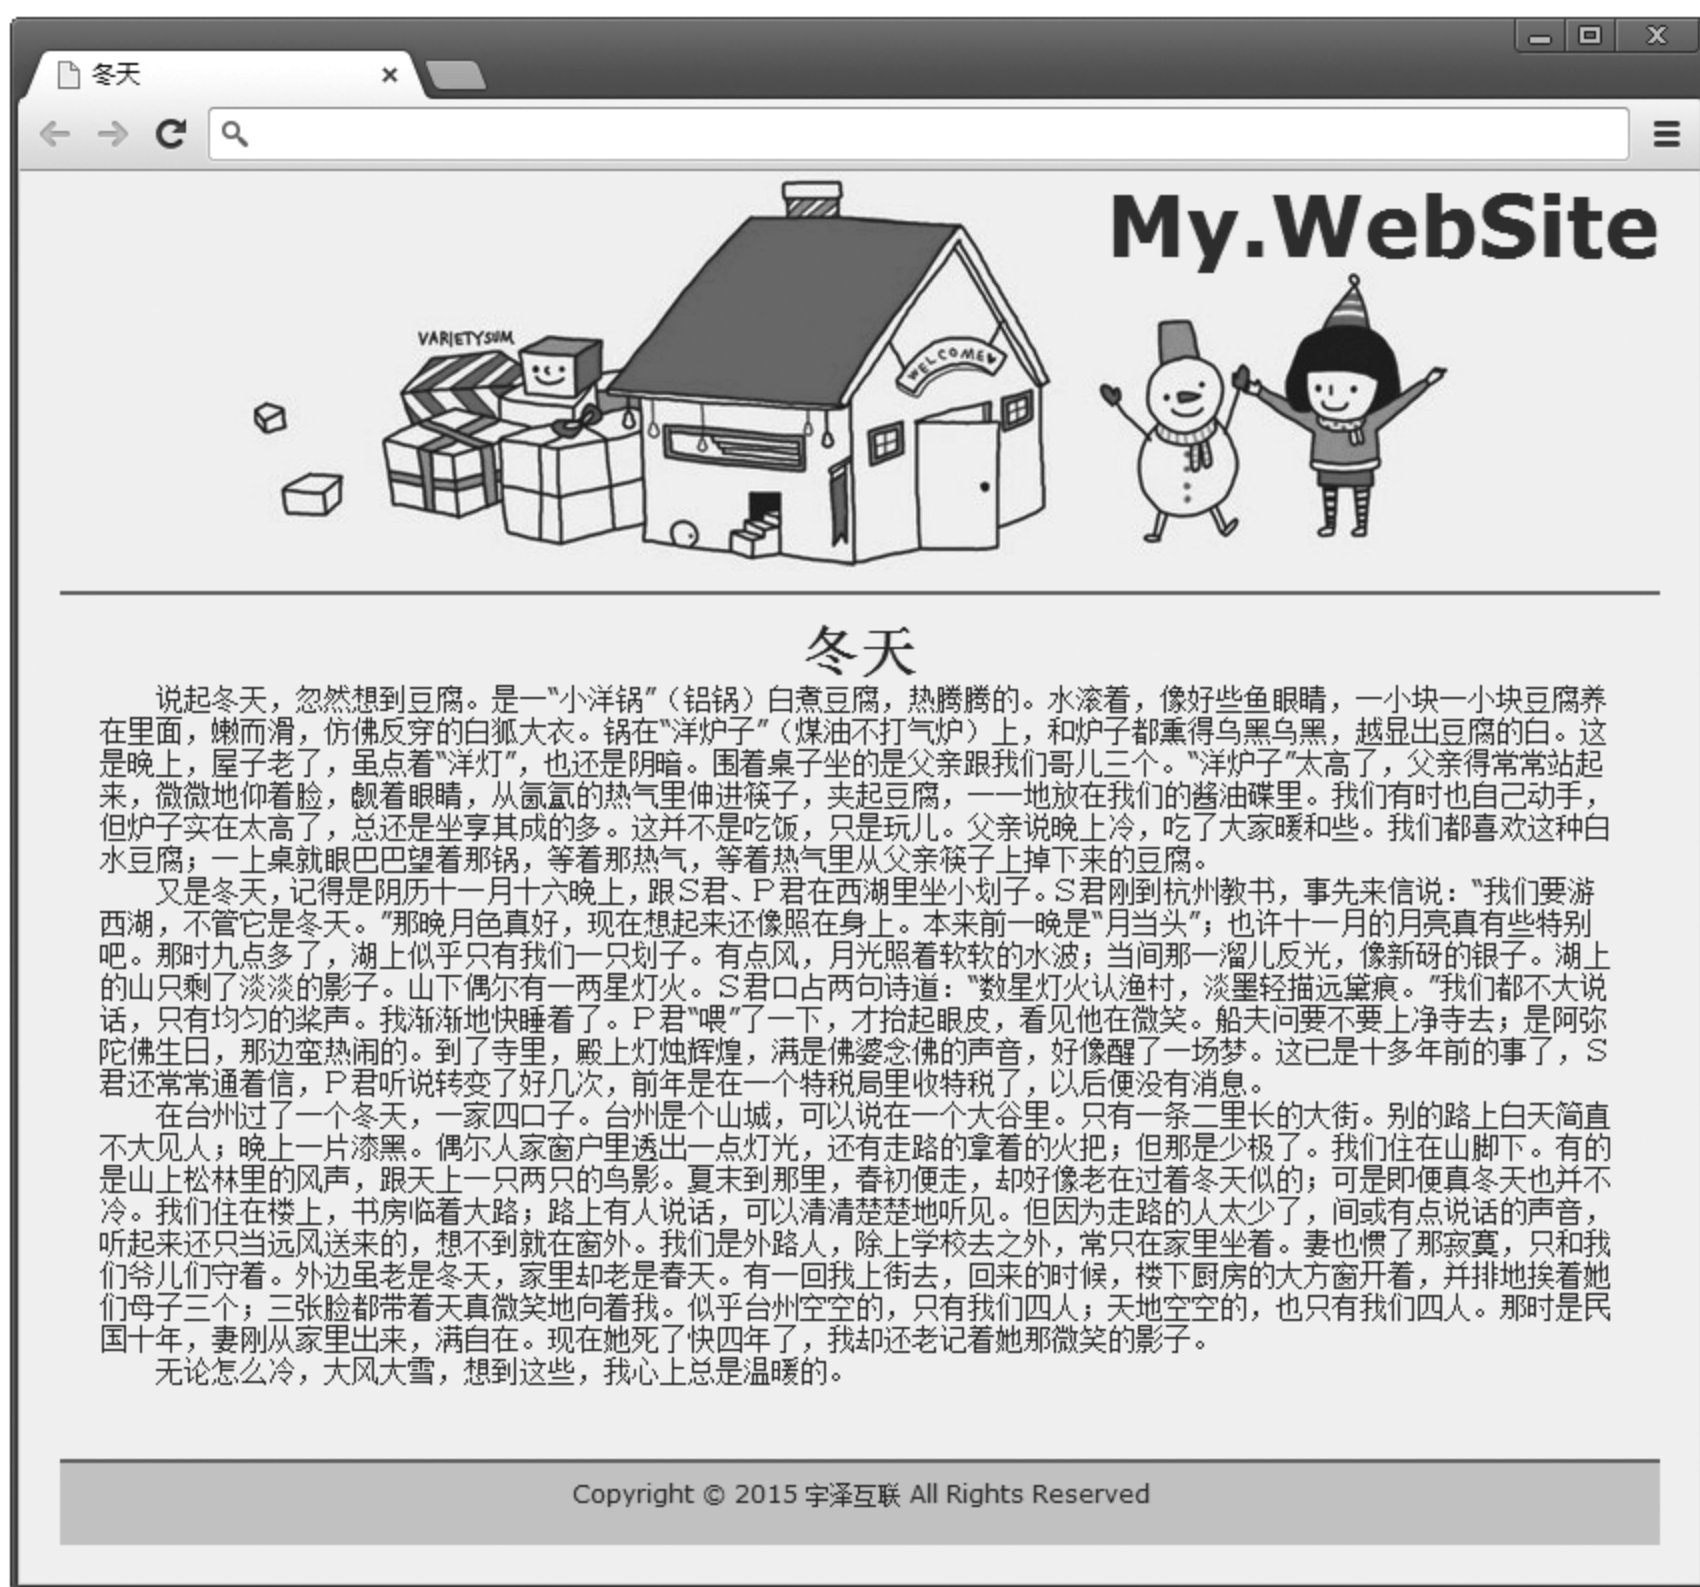 冬天
My.WebSite
VARIETYSUM
WELCOME♥
冬天
说起冬天，忽然想到豆腐。是一“小洋锅”（铝锅）白煮豆腐，热腾腾的。水滚着，像好些鱼眼睛，一小块一小块豆腐养
在里面，嫩而滑，仿佛反穿的白狐大衣。锅在“洋炉子”（煤油不打气炉）上，和炉子都熏得乌黑乌黑，越显出豆腐的白。这
是晚上，屋子老了，虽点着“洋灯”，也还是阴暗。围着桌子坐的是父亲跟我们哥儿三个。“洋炉子”太高了，父亲得常常站起
来，微微地仰着脸，觑着眼睛，从氤氲的热气里伸进筷子，夹起豆腐，一一地放在我们的酱油碟里。我们有时也自己动手，
但炉子实在太高了，总还是坐享其成的多。这并不是吃饭，只是玩儿。父亲说晚上冷，吃了大家暖和些。我们都喜欢这种白
水豆腐；一上桌就眼巴巴望着那锅，等着那热气，等着热气里从父亲筷子上掉下来的豆腐。
又是冬天，记得是阴历十一月十六晚上，跟Ｓ君、Ｐ君在西湖里坐小划子。Ｓ君刚到杭州教书，事先来信说：“我们要游
西湖，不管它是冬天。”那晚月色真好，现在想起来还像照在身上。本来前一晚是“月当头”；也许十一月的月亮真有些特别
吧。那时九点多了，湖上似乎只有我们一只划子。有点风，月光照着软软的水波；当间那一溜儿反光，像新砑的银子。湖上
的山只剩了淡淡的影子。山下偶尔有一两星灯火。Ｓ君口占两句诗道：“数星灯火认渔村，淡墨轻描远黛痕。”我们都不大说
话，只有均匀的桨声。我渐渐地快睡着了。Ｐ君“喂”了一下，才抬起眼皮，看见他在微笑。船夫问要不要上净寺去；是阿弥
陀佛生日，那边蛮热闹的。到了寺里，殿上灯烛辉煌，满是佛婆念佛的声音，好像醒了一场梦。这已是十多年前的事了，Ｓ
君还常常通着信，Ｐ君听说转变了好几次，前年是在一个特税局里收特税了，以后便没有消息。
在台州过了一个冬天，一家四口子。台州是个山城，可以说在一个大谷里。只有一条二里长的大街。别的路上白天简直
不大见人；晚上一片漆黑。偶尔人家窗户里透出一点灯光，还有走路的拿着的火把；但那是少极了。我们住在山脚下。有的
是山上松林里的风声，跟天上一只两只的鸟影。夏末到那里，春初便走，却好像老在过着冬天似的；可是即便真冬天也并不
冷。我们住在楼上，书房临着大路；路上有人说话，可以清清楚楚地听见。但因为走路的人太少了，间或有点说话的声音，
听起来还只当远风送来的，想不到就在窗外。我们是外路人，除上学校去之外，常只在家里坐着。妻也惯了那寂寞，只和我
们爷儿们守着。外边虽老是冬天，家里却老是春天。有一回我上街去，回来的时候，楼下厨房的大方窗开着，并排地挨着她
们母子三个；三张脸都带着天真微笑地向着我。似乎台州空空的，只有我们四人；天地空空的，也只有我们四人。那时是民
国十年，妻刚从家里出来，满自在。现在她死了快四年了，我却还老记着她那微笑的影子。
无论怎么冷，大风大雪，想到这些，我心上总是温暖的。
Copyright © 2015 宇泽互联 All Rights Reserved